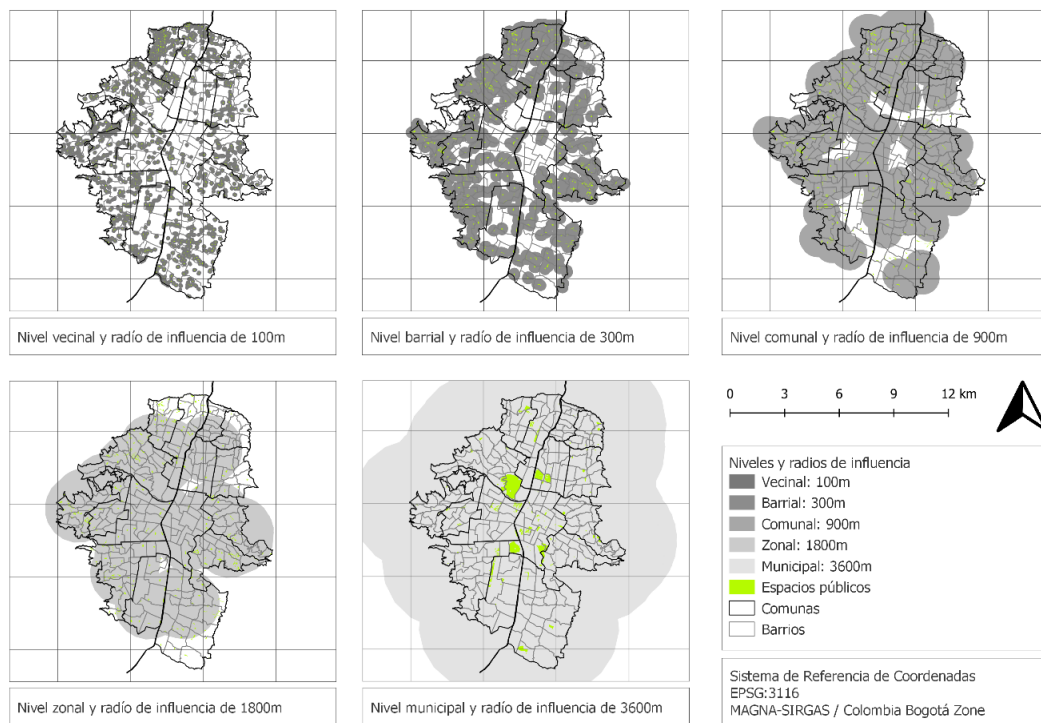 Nivel vecinal y radío de influencia de 100m
Nivel barrial y radío de influencia de 300m
Nivel comunal y radío de influencia de 900m
0 3 6 9 12 km
Niveles y radios de influencia
Vecinal: 100m
Barrial: 300m
Comunal: 900m
Zonal: 1800m
Municipal: 3600m
Espacios públicos
Comunas
Barrios
Nivel zonal y radío de influencia de 1800m
Nivel municipal y radío de influencia de 3600m
Sistema de Referencia de Coordenadas
EPSG:3116
MAGNA-SIRGAS / Colombia Bogotá Zone